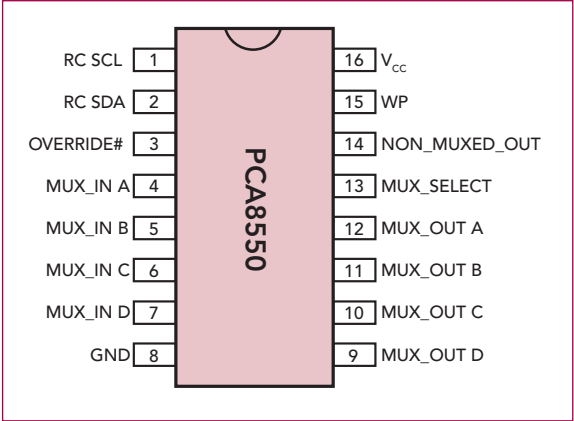 RC SCL 1 16 VCC
RC SDA 2 15 WP
OVERRIDE# 3 14 NON_MUXED_OUT
MUX_IN A 4 13 MUX_SELECT
MUX_IN B 5 12 MUX_OUT A
MUX_IN C 6 11 MUX_OUT B
MUX_IN D 7 10 MUX_OUT C
GND 8 9 MUX_OUT D
PCA8550